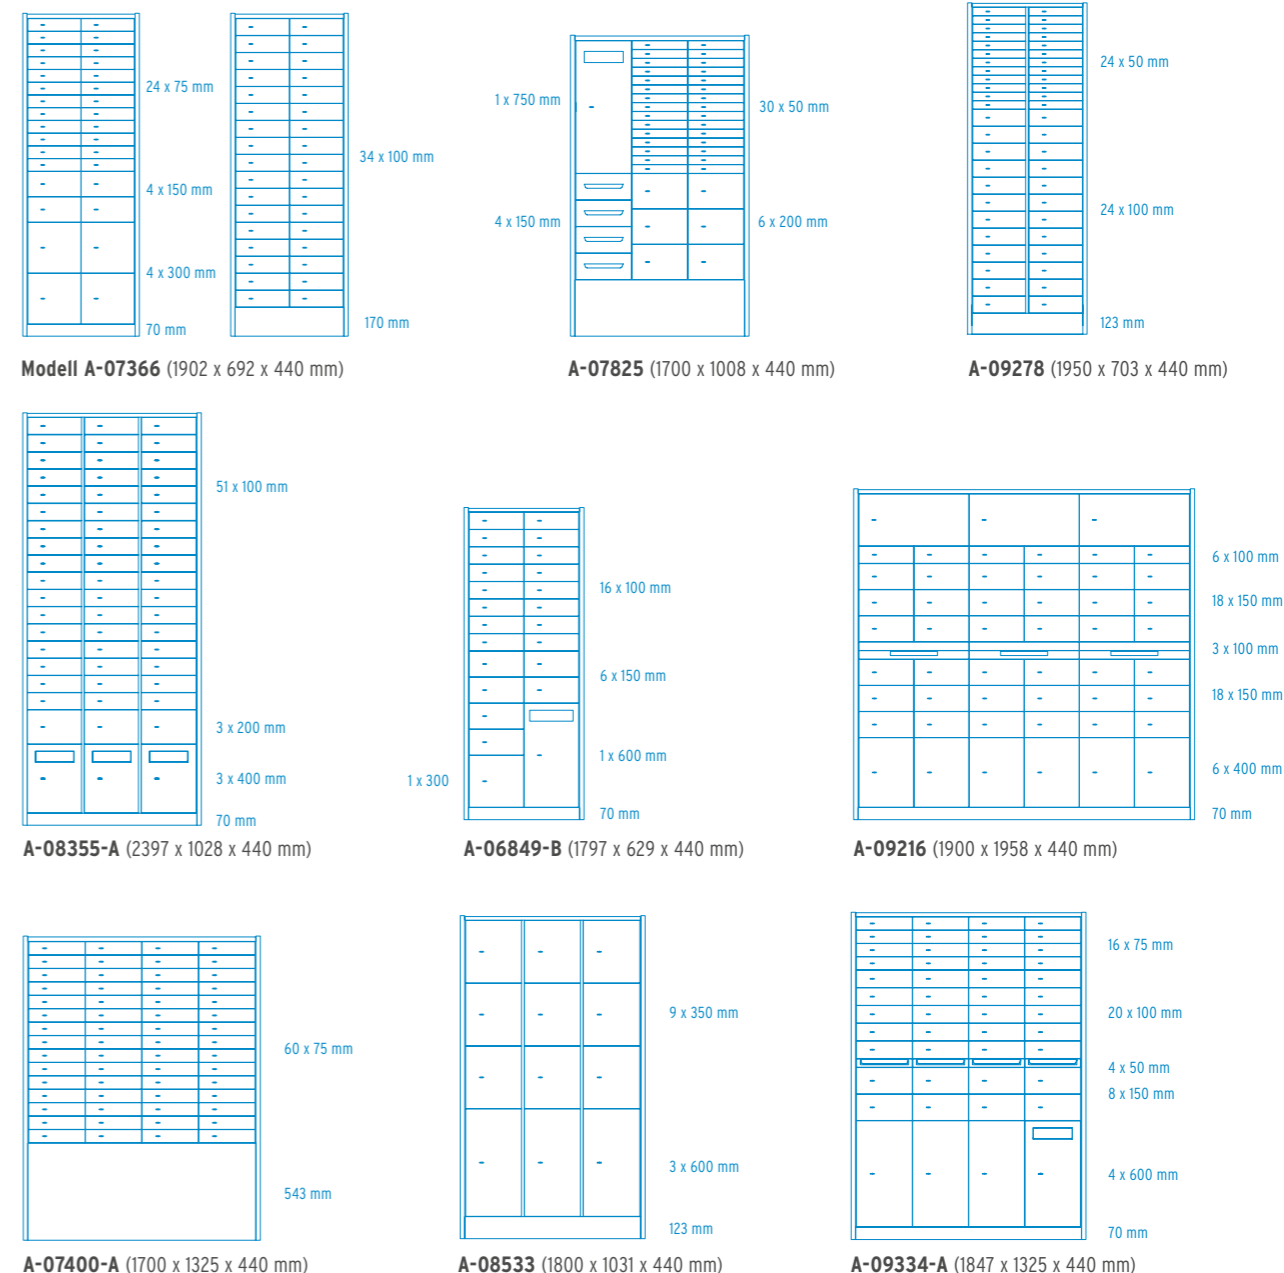 24 x 75 mm
4 x 150 mm
4 x 300 mm
70 mm
34 x 100 mm
170 mm
Modell A-07366 (1902 x 692 x 440 mm)
1 x 750 mm
30 x 50 mm
4 x 150 mm
6 x 200 mm
A-07825 (1700 x 1008 x 440 mm)
24 x 50 mm
24 x 100 mm
123 mm
A-09278 (1950 x 703 x 440 mm)
51 x 100 mm
3 x 200 mm
3 x 400 mm
70 mm
A-08355-A (2397 x 1028 x 440 mm)
16 x 100 mm
6 x 150 mm
1 x 600 mm
1 x 300
70 mm
A-06849-B (1797 x 629 x 440 mm)
6 x 100 mm
18 x 150 mm
3 x 100 mm
18 x 150 mm
6 x 400 mm
70 mm
A-09216 (1900 x 1958 x 440 mm)
60 x 75 mm
543 mm
A-07400-A (1700 x 1325 x 440 mm)
9 x 350 mm
3 x 600 mm
123 mm
A-08533 (1800 x 1031 x 440 mm)
16 x 75 mm
20 x 100 mm
4 x 50 mm
8 x 150 mm
4 x 600 mm
70 mm
A-09334-A (1847 x 1325 x 440 mm)